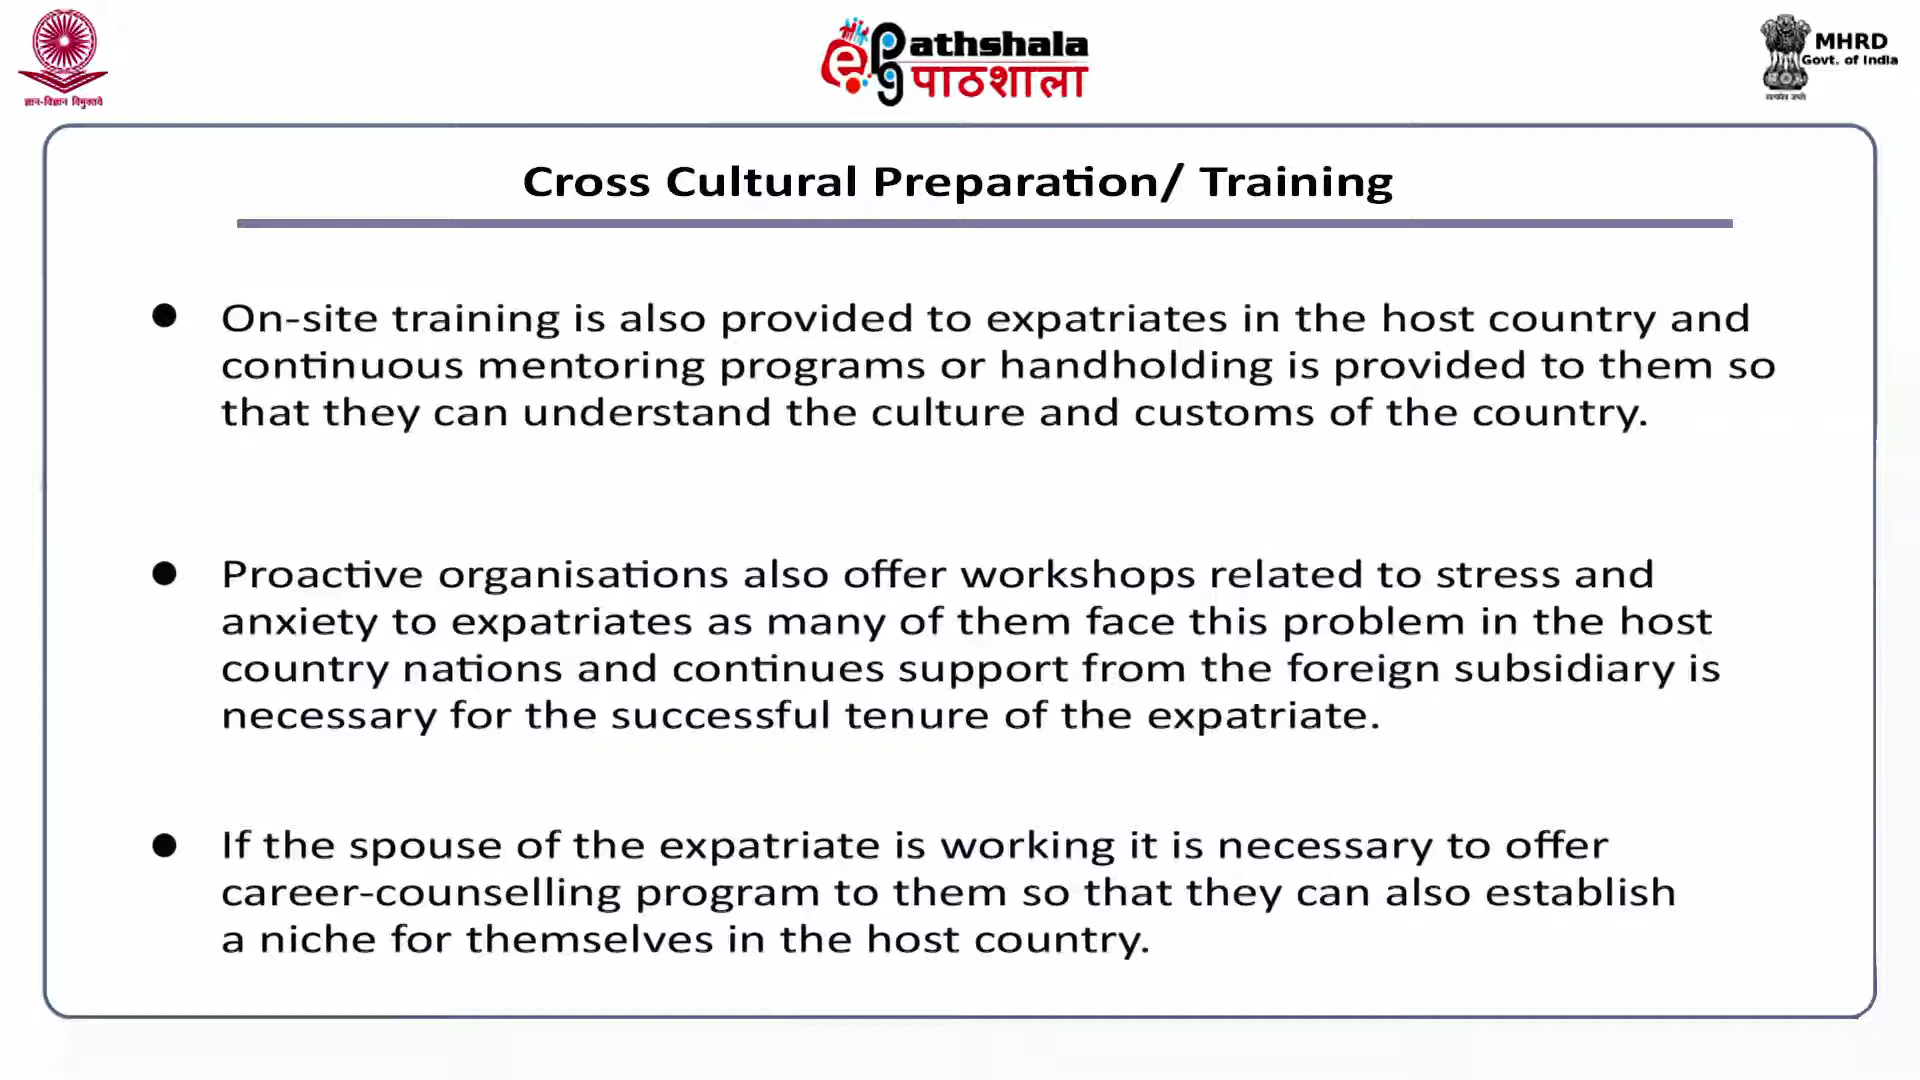 ज्ञान-विज्ञान विमुक्तये
ePathshala
पाठशाला
MHRD
Govt. of India
सत्यमेव जयते
Cross Cultural Preparation/ Training
● On-site training is also provided to expatriates in the host country and
continuous mentoring programs or handholding is provided to them so
that they can understand the culture and customs of the country.
● Proactive organisations also offer workshops related to stress and
anxiety to expatriates as many of them face this problem in the host
country nations and continues support from the foreign subsidiary is
necessary for the successful tenure of the expatriate.
● If the spouse of the expatriate is working it is necessary to offer
career-counselling program to them so that they can also establish
a niche for themselves in the host country.